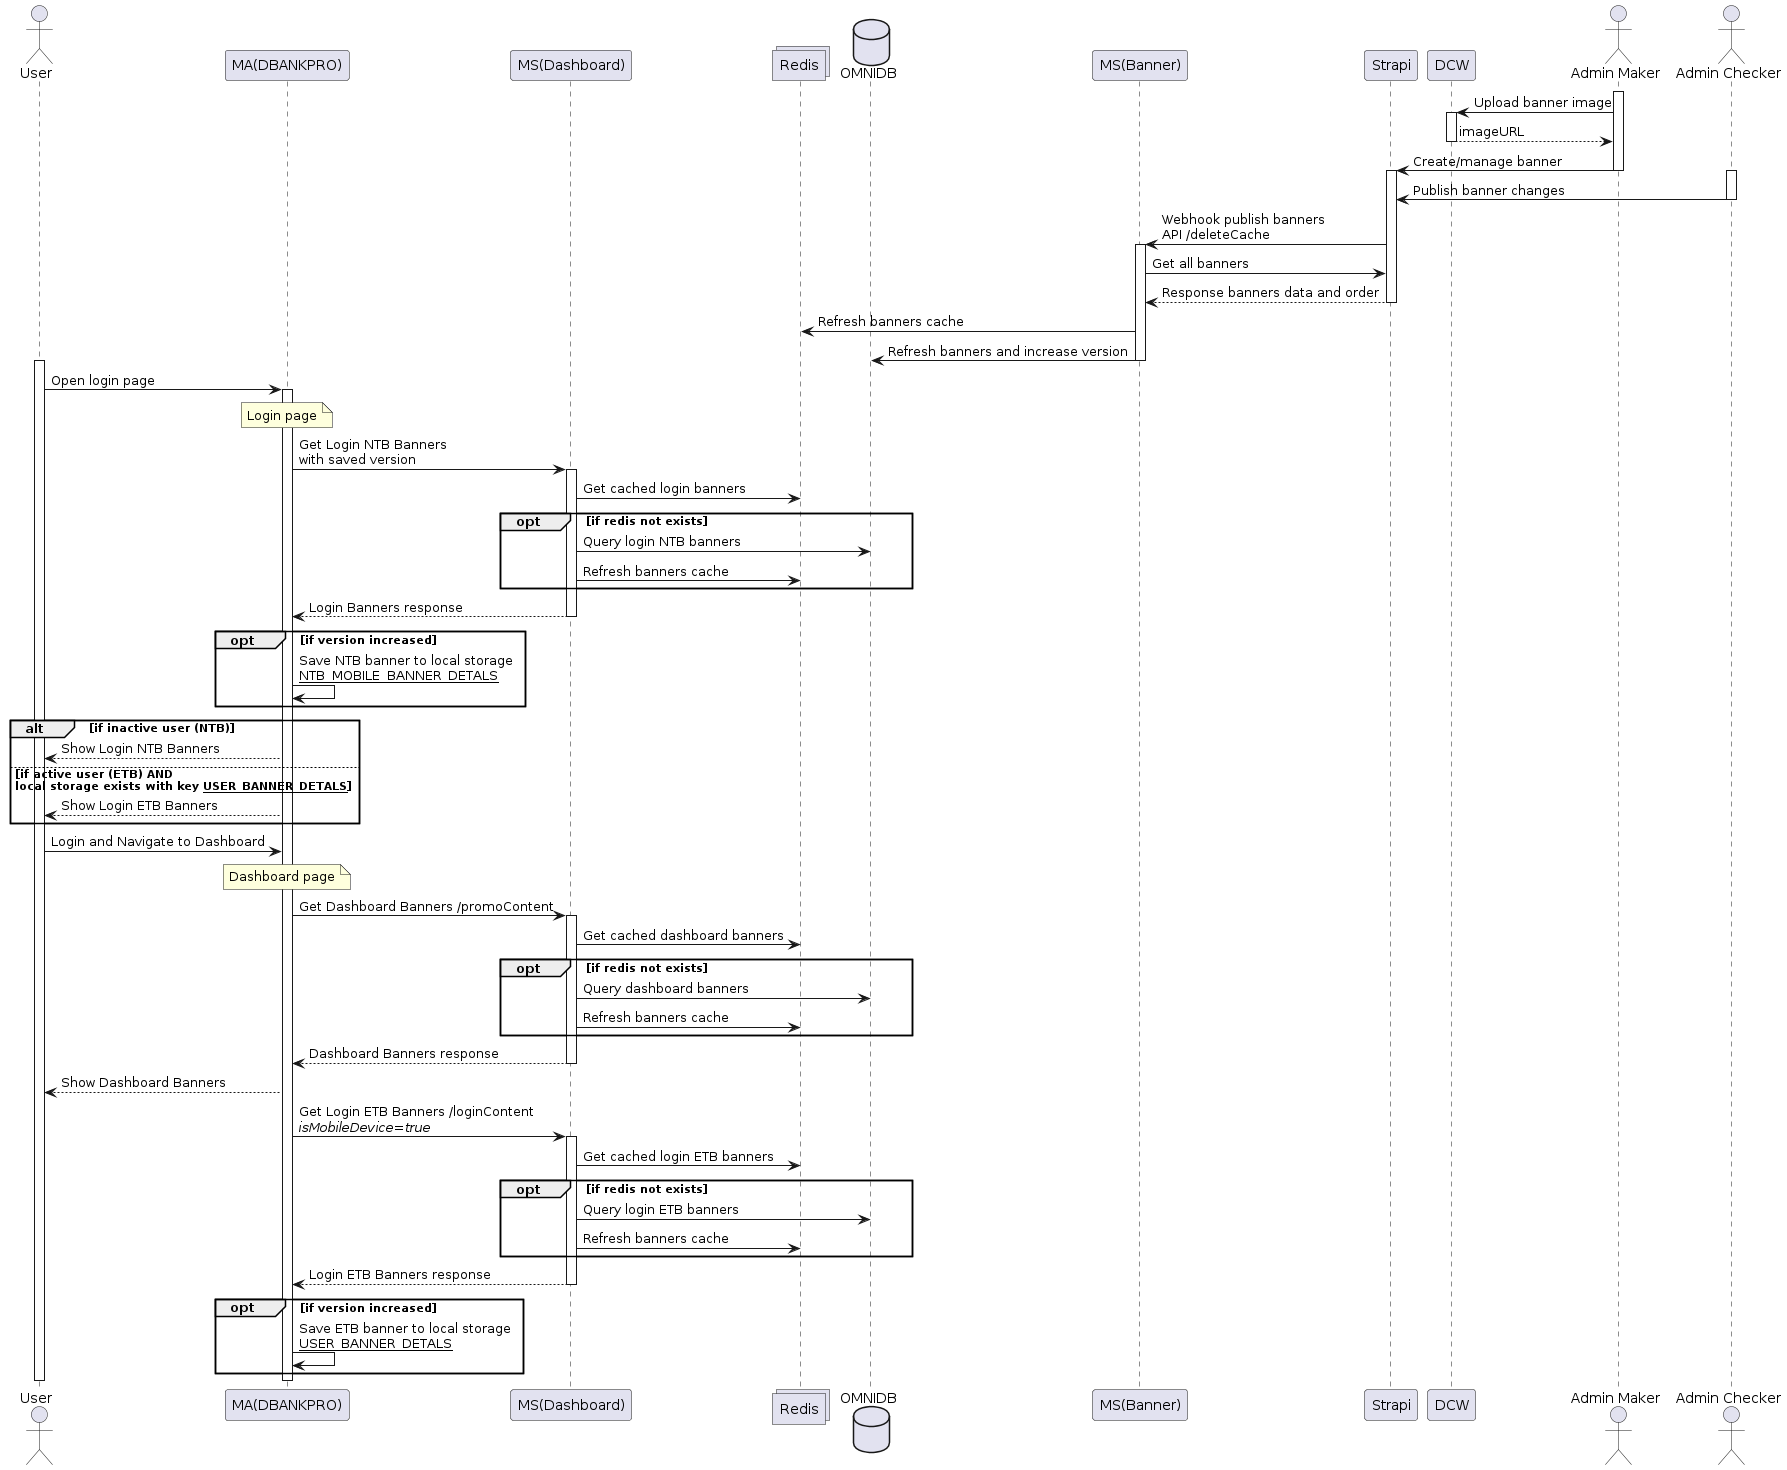 User
MA(DBANKPRO)
MS(Dashboard)
Redis
OMNIDB
MS(Banner)
Strapi
DCW
Admin Maker
Admin Checker
Upload banner image
imageURL
Create/manage banner
Publish banner changes
Webhook publish banners
API /deleteCache
Get all banners
Response banners data and order
Refresh banners cache
Refresh banners and increase version
Open login page
Login page
Get Login NTB Banners
with saved version
Get cached login banners
opt [if redis not exists]
Query login NTB banners
Refresh banners cache
Login Banners response
opt [if version increased]
Save NTB banner to local storage
NTB_MOBILE_BANNER_DETALS
alt [if inactive user (NTB)]
Show Login NTB Banners
[if active user (ETB) AND
local storage exists with key USER_BANNER_DETALS]
Show Login ETB Banners
Login and Navigate to Dashboard
Dashboard page
Get Dashboard Banners /promoContent
Get cached dashboard banners
opt [if redis not exists]
Query dashboard banners
Refresh banners cache
Dashboard Banners response
Show Dashboard Banners
Get Login ETB Banners /loginContent
isMobileDevice=true
Get cached login ETB banners
opt [if redis not exists]
Query login ETB banners
Refresh banners cache
Login ETB Banners response
opt [if version increased]
Save ETB banner to local storage
USER_BANNER_DETALS
User
MA(DBANKPRO)
MS(Dashboard)
Redis
OMNIDB
MS(Banner)
Strapi
DCW
Admin Maker
Admin Checker